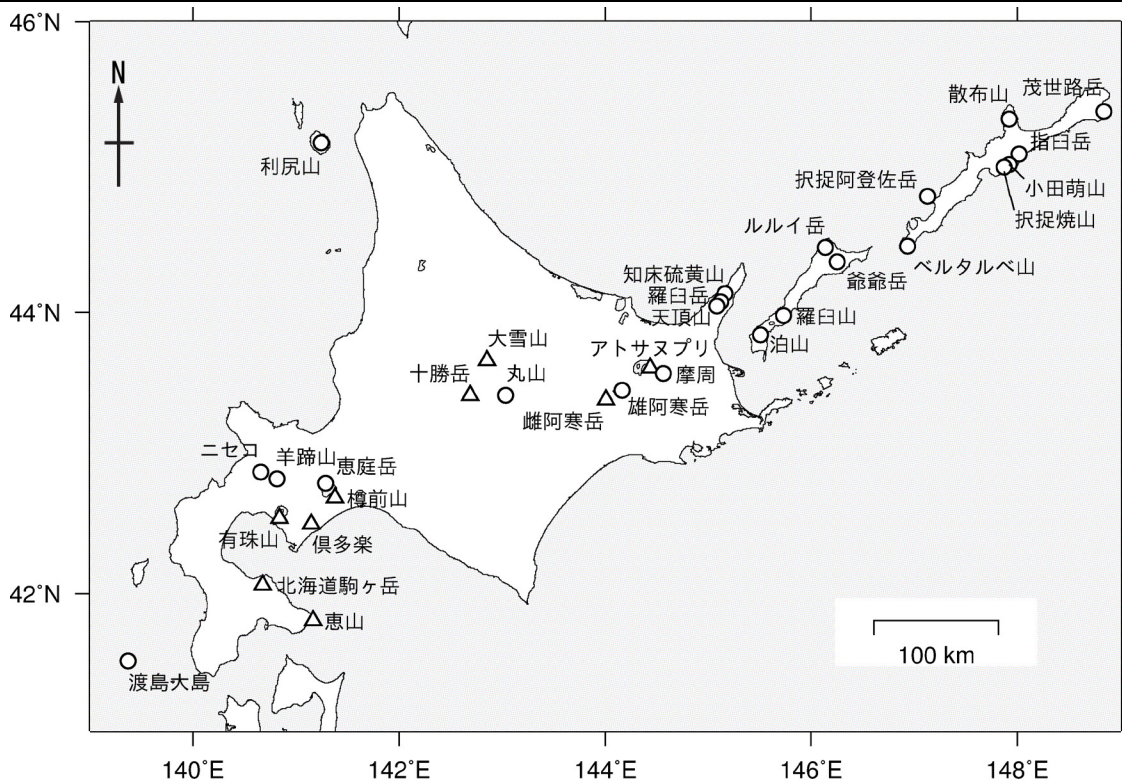 46°N
N
茂世路岳
散布山
指臼岳
利尻山
択捉阿登佐岳
小田萌山
択捉焼山
ルルイ岳
ベルタルベ山
知床硫黄山
爺爺岳
羅臼岳
44°N
天頂山
羅臼山
大雪山
アトサヌプリ
泊山
十勝岳
丸山
摩周
雌阿寒岳
雄阿寒岳
ニセコ
羊蹄山
恵庭岳
樽前山
有珠山
倶多楽
42°N
北海道駒ヶ岳
恵山
100 km
渡島大島
140°E
142°E
144°E
146°E
148°E